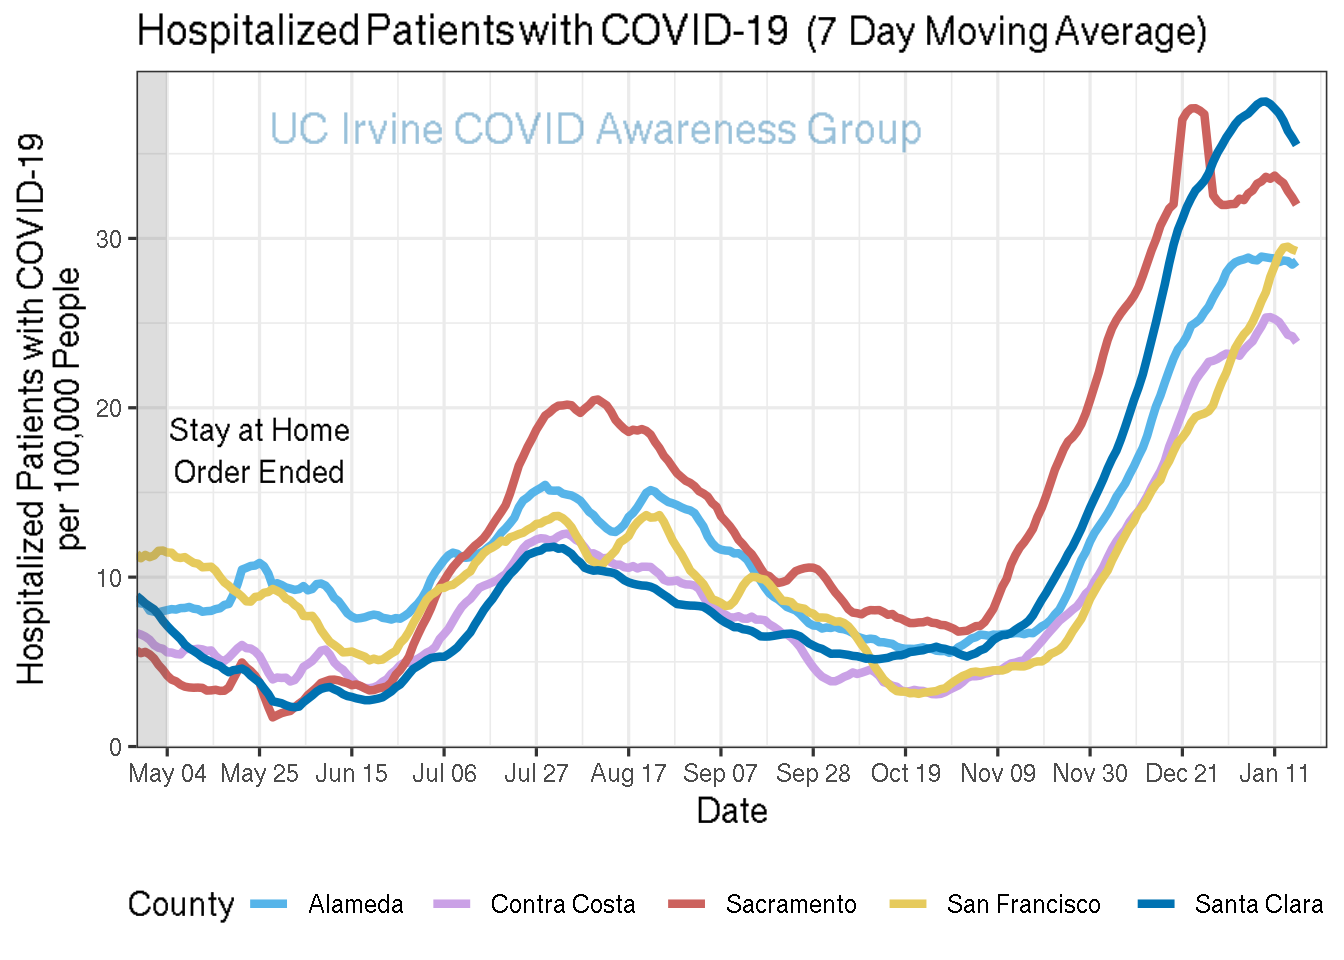 Hospitalized Patients with COVID-19 (7 Day Moving Average)
UC Irvine COVID Awareness Group
Hospitalized Patients with COVID-19
per 100,000 People
30
20
10
0
Stay at Home
Order Ended
May 04 May 25 Jun 15 Jul 06 Jul 27 Aug 17 Sep 07 Sep 28 Oct 19 Nov 09 Nov 30 Dec 21 Jan 11
Date
County Alameda Contra Costa Sacramento San Francisco Santa Clara